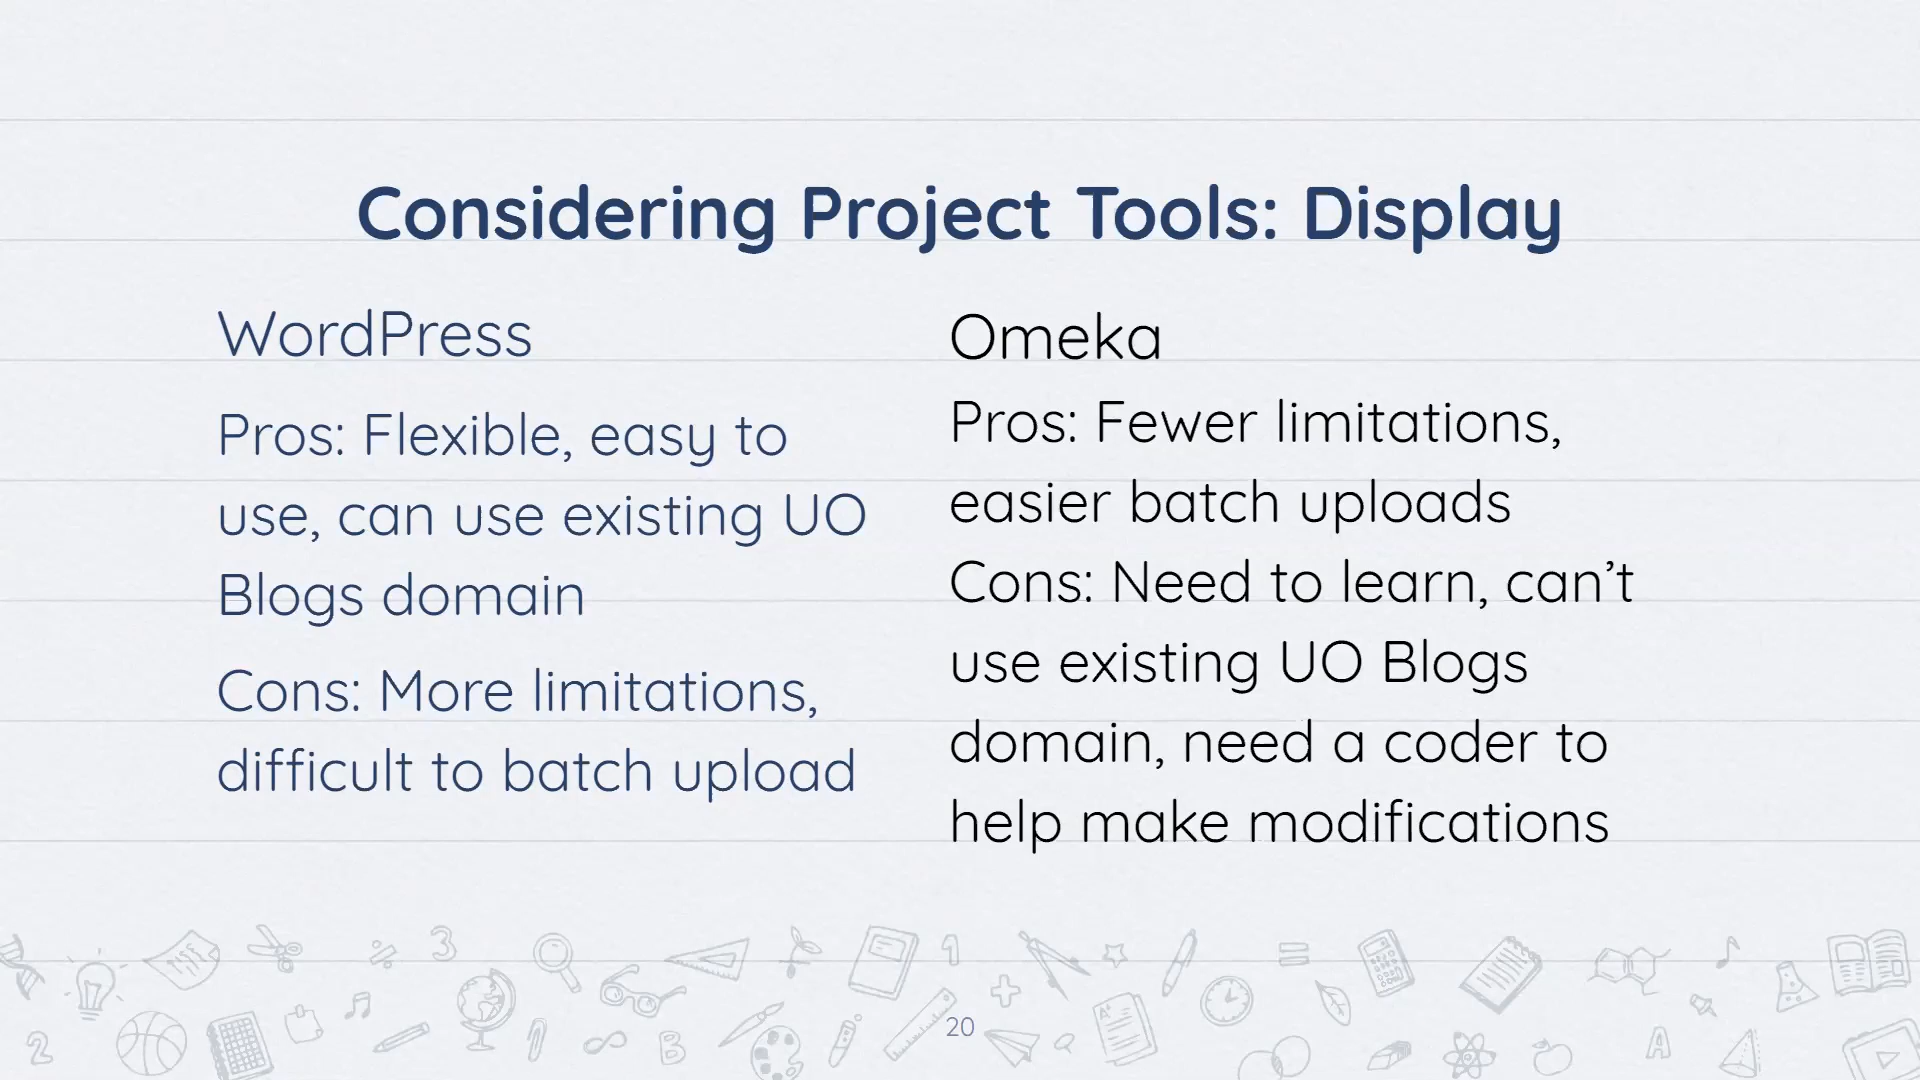 Considering Project Tools: Display
WordPress
Pros: Flexible, easy to
use, can use existing UO
Blogs domain
Cons: More limitations,
difficult to batch upload
Omeka
Pros: Fewer limitations,
easier batch uploads
Cons: Need to learn, can’t
use existing UO Blogs
domain, need a coder to
help make modifications
20